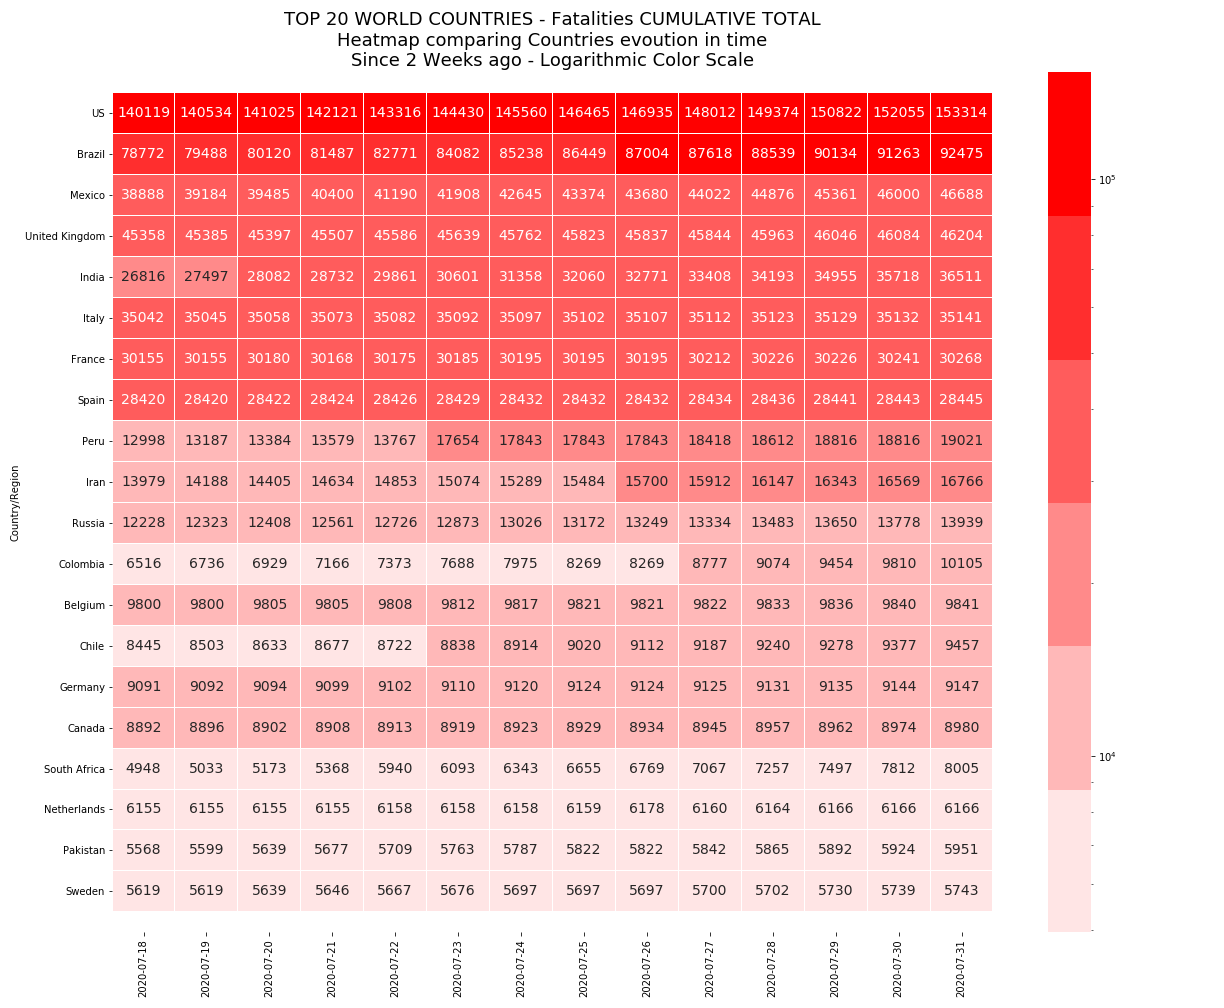 TOP 20 WORLD COUNTRIES - Fatalities CUMULATIVE TOTAL
Heatmap comparing Countries evoution in time
Since 2 Weeks ago - Logarithmic Color Scale
US 140119 140534 141025 142121 143316 144430 145560 146465 146935 148012 149374 150822 152055 153314
Brazil 78772 79488 80120 81487 82771 84082 85238 86449 87004 87618 88539 90134 91263 92475
Mexico 38888 39184 39485 40400 41190 41908 42645 43374 43680 44022 44876 45361 46000 46688
United Kingdom 45358 45385 45397 45507 45586 45639 45762 45823 45837 45844 45963 46046 46084 46204
India 26816 27497 28082 28732 29861 30601 31358 32060 32771 33408 34193 34955 35718 36511
Italy 35042 35045 35058 35073 35082 35092 35097 35102 35107 35112 35123 35129 35132 35141
France 30155 30155 30180 30168 30175 30185 30195 30195 30195 30212 30226 30226 30241 30268
Spain 28420 28420 28422 28424 28426 28429 28432 28432 28432 28434 28436 28441 28443 28445
Peru 12998 13187 13384 13579 13767 17654 17843 17843 17843 18418 18612 18816 18816 19021
Iran 13979 14188 14405 14634 14853 15074 15289 15484 15700 15912 16147 16343 16569 16766
Russia 12228 12323 12408 12561 12726 12873 13026 13172 13249 13334 13483 13650 13778 13939
Colombia 6516 6736 6929 7166 7373 7688 7975 8269 8269 8777 9074 9454 9810 10105
Belgium 9800 9800 9805 9805 9808 9812 9817 9821 9821 9822 9833 9836 9840 9841
Chile 8445 8503 8633 8677 8722 8838 8914 9020 9112 9187 9240 9278 9377 9457
Germany 9091 9092 9094 9099 9102 9110 9120 9124 9124 9125 9131 9135 9144 9147
Canada 8892 8896 8902 8908 8913 8919 8923 8929 8934 8945 8957 8962 8974 8980
South Africa 4948 5033 5173 5368 5940 6093 6343 6655 6769 7067 7257 7497 7812 8005
Netherlands 6155 6155 6155 6155 6158 6158 6158 6159 6178 6160 6164 6166 6166 6166
Pakistan 5568 5599 5639 5677 5709 5763 5787 5822 5822 5842 5865 5892 5924 5951
Sweden 5619 5619 5639 5646 5667 5676 5697 5697 5697 5700 5702 5730 5739 5743
2020-07-18 2020-07-19 2020-07-20 2020-07-21 2020-07-22 2020-07-23 2020-07-24 2020-07-25 2020-07-26 2020-07-27 2020-07-28 2020-07-29 2020-07-30 2020-07-31
Country/Region
10⁵
10⁴